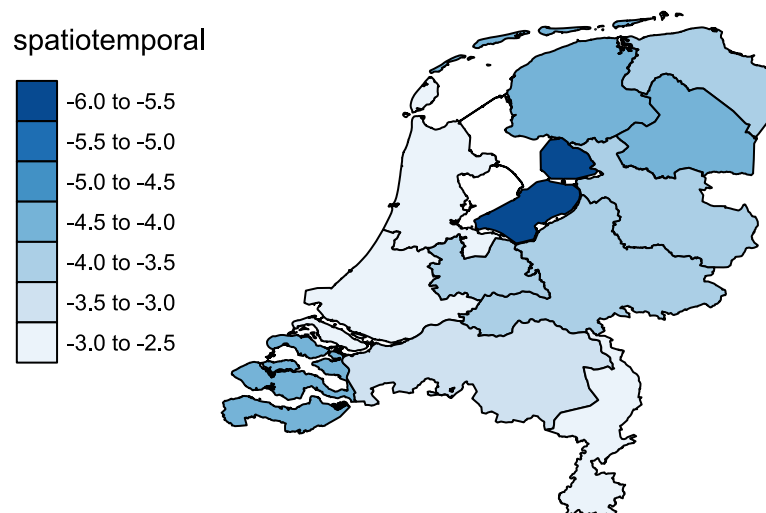 spatiotemporal
-6.0 to -5.5
-5.5 to -5.0
-5.0 to -4.5
-4.5 to -4.0
-4.0 to -3.5
-3.5 to -3.0
-3.0 to -2.5